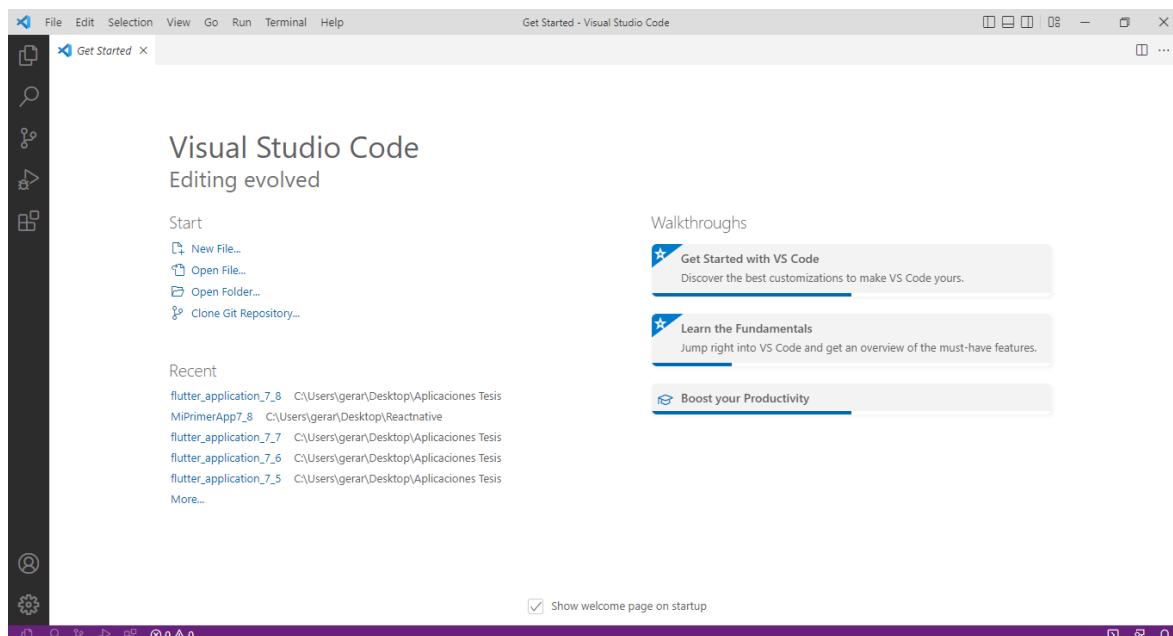 File Edit Selection View Go Run Terminal Help Get Started - Visual Studio Code
Get Started
Visual Studio Code
Editing evolved
Start
New File...
Open File...
Open Folder...
Clone Git Repository...
Recent
flutter_application_7_8 C:\Users\gerar\Desktop\Aplicaciones Tesis
MiPrimerApp7_8 C:\Users\gerar\Desktop\Reactnative
flutter_application_7_7 C:\Users\gerar\Desktop\Aplicaciones Tesis
flutter_application_7_6 C:\Users\gerar\Desktop\Aplicaciones Tesis
flutter_application_7_5 C:\Users\gerar\Desktop\Aplicaciones Tesis
More...
Walkthroughs
Get Started with VS Code
Discover the best customizations to make VS Code yours.
Learn the Fundamentals
Jump right into VS Code and get an overview of the must-have features.
Boost your Productivity
Show welcome page on startup
0 0